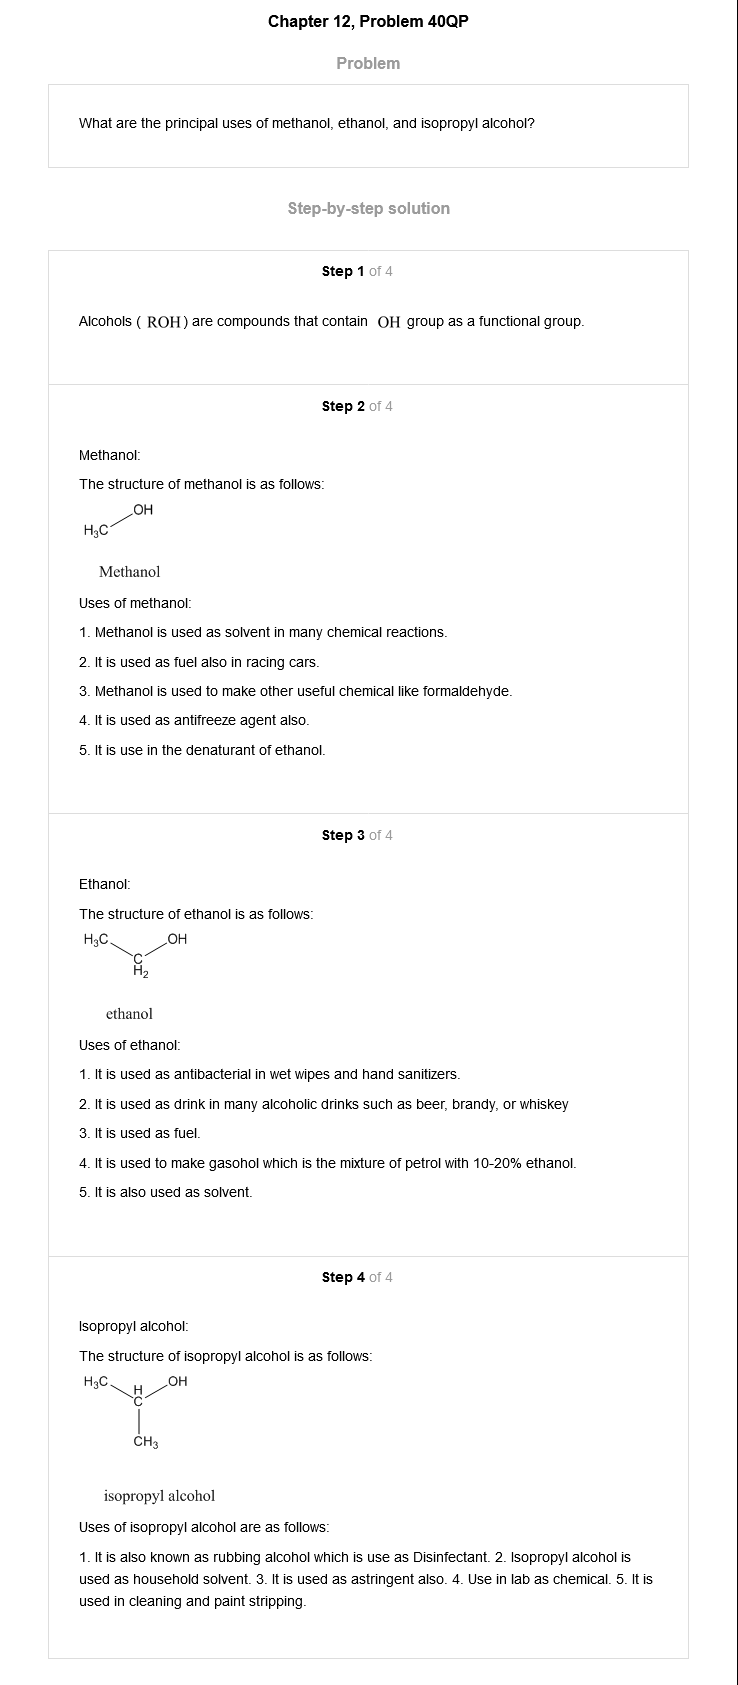 Chapter 12, Problem 40QP
Problem
What are the principal uses of methanol, ethanol, and isopropyl alcohol?
Step-by-step solution
Step 1 of 4
Alcohols ( ROH) are compounds that contain OH group as a functional group.
Step 2 of 4
Methanol:
The structure of methanol is as follows:
OH
H₃C
Methanol
Uses of methanol:
1. Methanol is used as solvent in many chemical reactions.
2. It is used as fuel also in racing cars.
3. Methanol is used to make other useful chemical like formaldehyde.
4. It is used as antifreeze agent also.
5. It is use in the denaturant of ethanol.
Step 3 of 4
Ethanol:
The structure of ethanol is as follows:
H₃C OH
C
H₂
ethanol
Uses of ethanol:
1. It is used as antibacterial in wet wipes and hand sanitizers.
2. It is used as drink in many alcoholic drinks such as beer, brandy, or whiskey
3. It is used as fuel.
4. It is used to make gasohol which is the mixture of petrol with 10-20% ethanol.
5. It is also used as solvent.
Step 4 of 4
Isopropyl alcohol:
The structure of isopropyl alcohol is as follows:
H₃C OH
H
C
CH₃
isopropyl alcohol
Uses of isopropyl alcohol are as follows:
1. It is also known as rubbing alcohol which is use as Disinfectant. 2. Isopropyl alcohol is
used as household solvent. 3. It is used as astringent also. 4. Use in lab as chemical. 5. It is
used in cleaning and paint stripping.